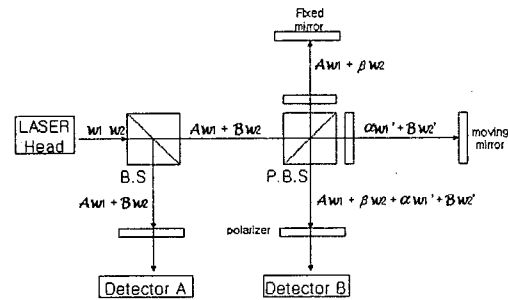 Fixed
mirror
Aw1 + βw2
LASER
Head
w1 w2
Aw1 + Bw2
αw1' + Bw2'
moving
mirror
B.S
P.B.S
Aw1 + Bw2
Aw1 + βw2 + αw1' + Bw2'
polarizer
Detector A
Detector B